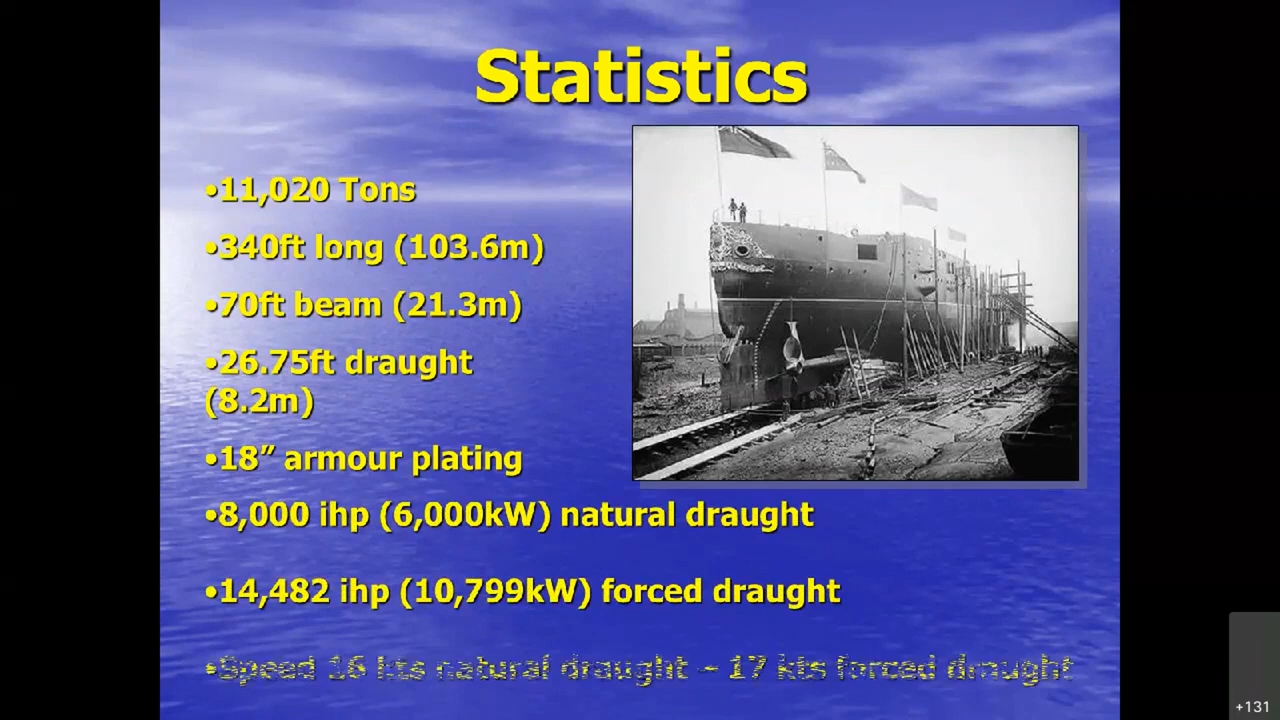 Statistics
•11,020 Tons
•340ft long (103.6m)
•70ft beam (21.3m)
•26.75ft draught
(8.2m)
•18” armour plating
•8,000 ihp (6,000kW) natural draught
•14,482 ihp (10,799kW) forced draught
•Speed 16 kts natural draught – 17 kts forced draught
+131